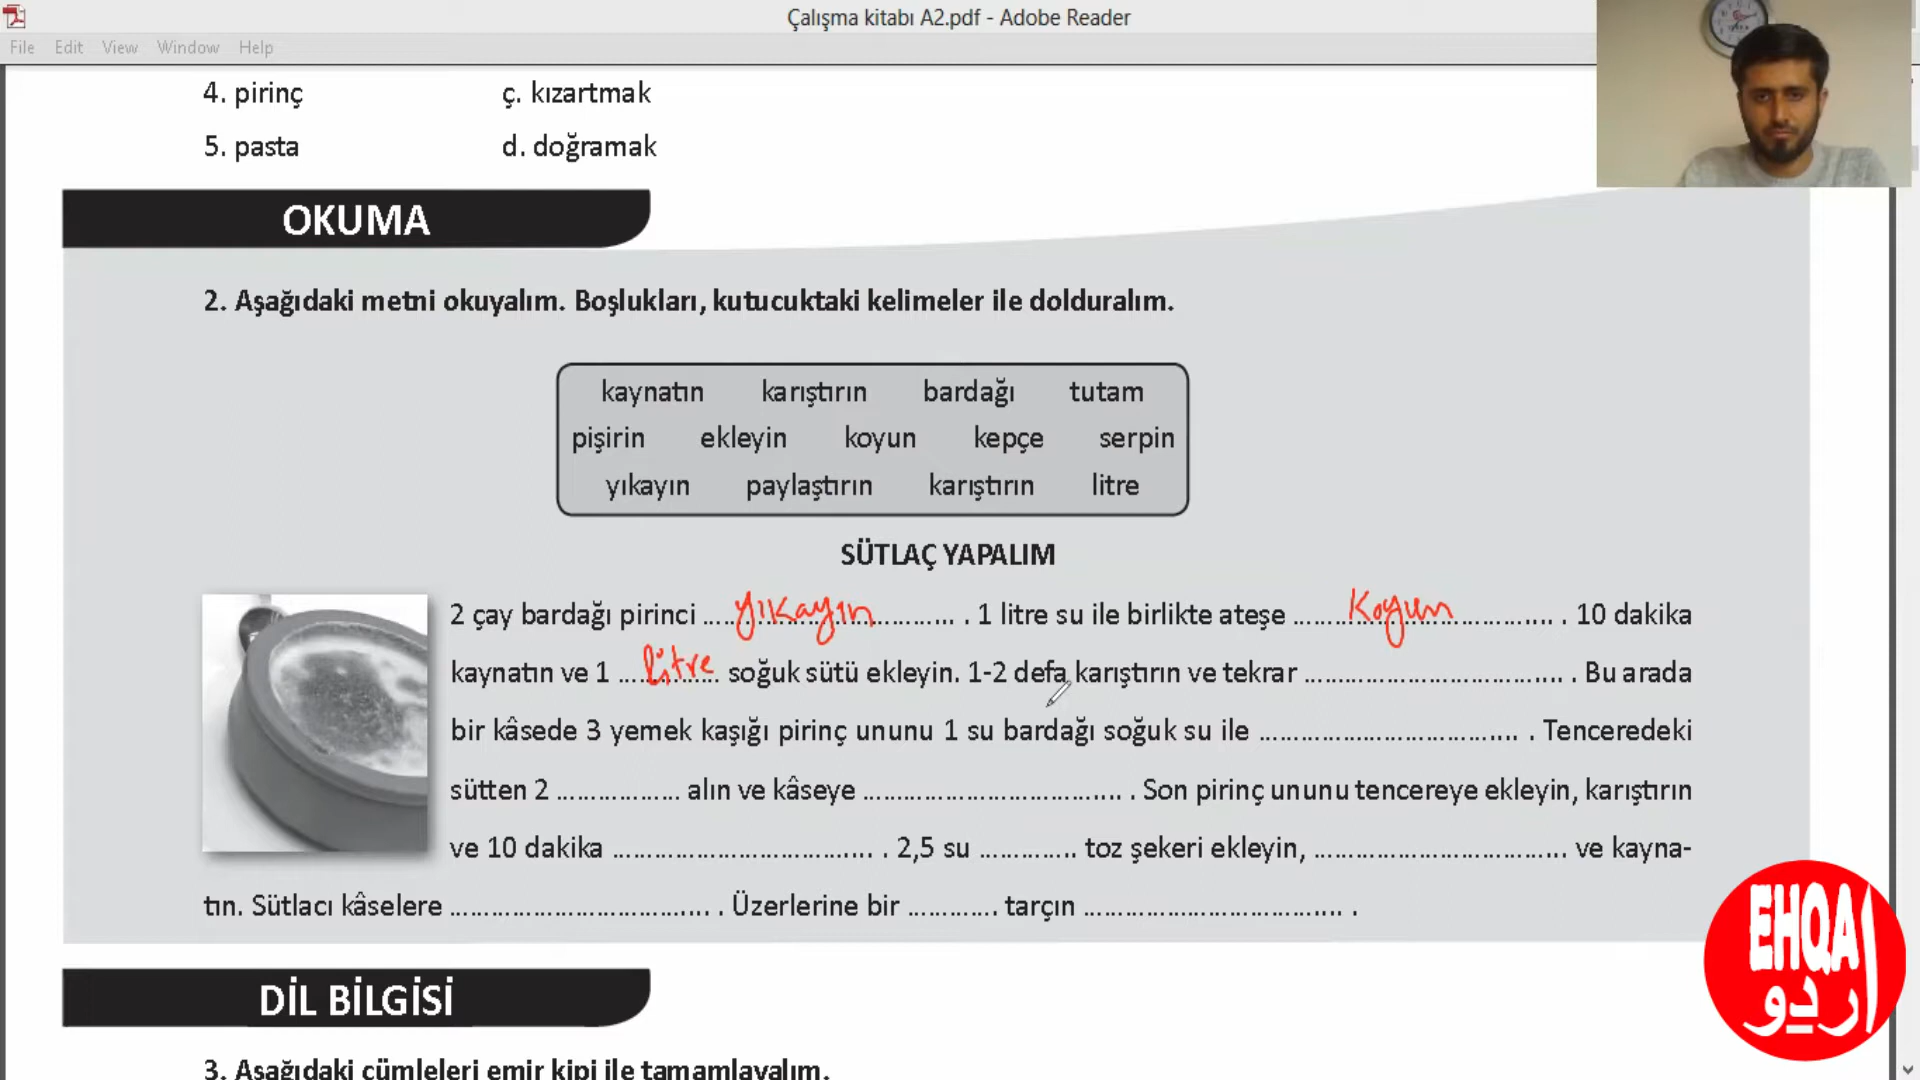 Çalışma kitabı A2.pdf - Adobe Reader
File Edit View Window Help
4. pirinç ç. kızartmak
5. pasta d. doğramak
OKUMA
2. Aşağıdaki metni okuyalım. Boşlukları, kutucuktaki kelimeler ile dolduralım.
kaynatın karıştırın bardağı tutam
pişirin ekleyin koyun kepçe serpin
yıkayın paylaştırın karıştırın litre
SÜTLAÇ YAPALIM
2 çay bardağı pirinci ... yıkayın ... . 1 litre su ile birlikte ateşe ... Koyun ... . 10 dakika
kaynatın ve 1 ... litre ... soğuk sütü ekleyin. 1-2 defa karıştırın ve tekrar ................ . Bu arada
bir kâsede 3 yemek kaşığı pirinç ununu 1 su bardağı soğuk su ile ................ . Tenceredeki
sütten 2 ................ alın ve kâseye ................ . Son pirinç ununu tencereye ekleyin, karıştırın
ve 10 dakika ................ . 2,5 su ............ toz şekeri ekleyin, ................ ve kayna-
tın. Sütlacı kâselere ................ . Üzerlerine bir ............ tarçın ................ .
DİL BİLGİSİ
3. Aşağıdaki cümleleri emir kipi ile tamamlayalım.
EHQA
اردو